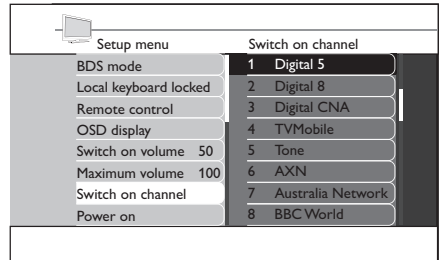 Setup menu
Switch on channel
BDS mode
Local keyboard locked
Remote control
OSD display
Switch on volume 50
Maximum volume 100
Switch on channel
Power on
1 Digital 5
2 Digital 8
3 Digital CNA
4 TVMobile
5 Tone
6 AXN
7 Australia Network
8 BBC World